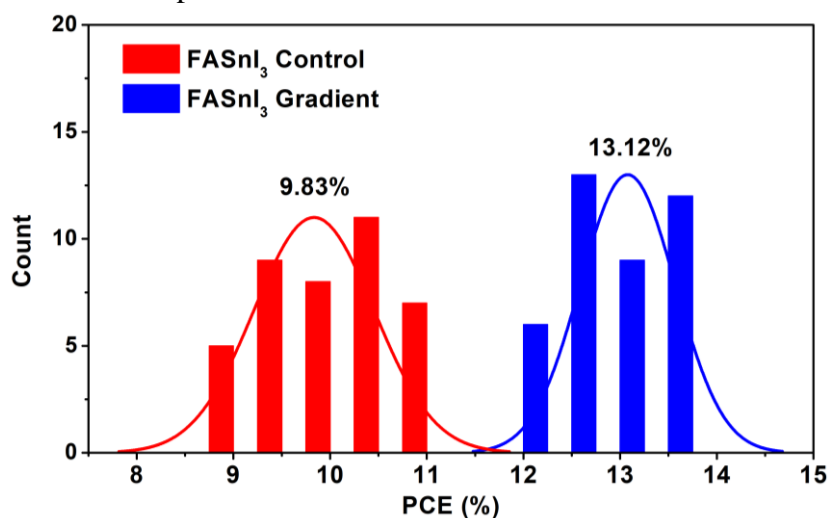 20
15
10
5
0
Count
FASnI₃ Control
FASnI₃ Gradient
9.83%
13.12%
8 9 10 11 12 13 14 15
PCE (%)